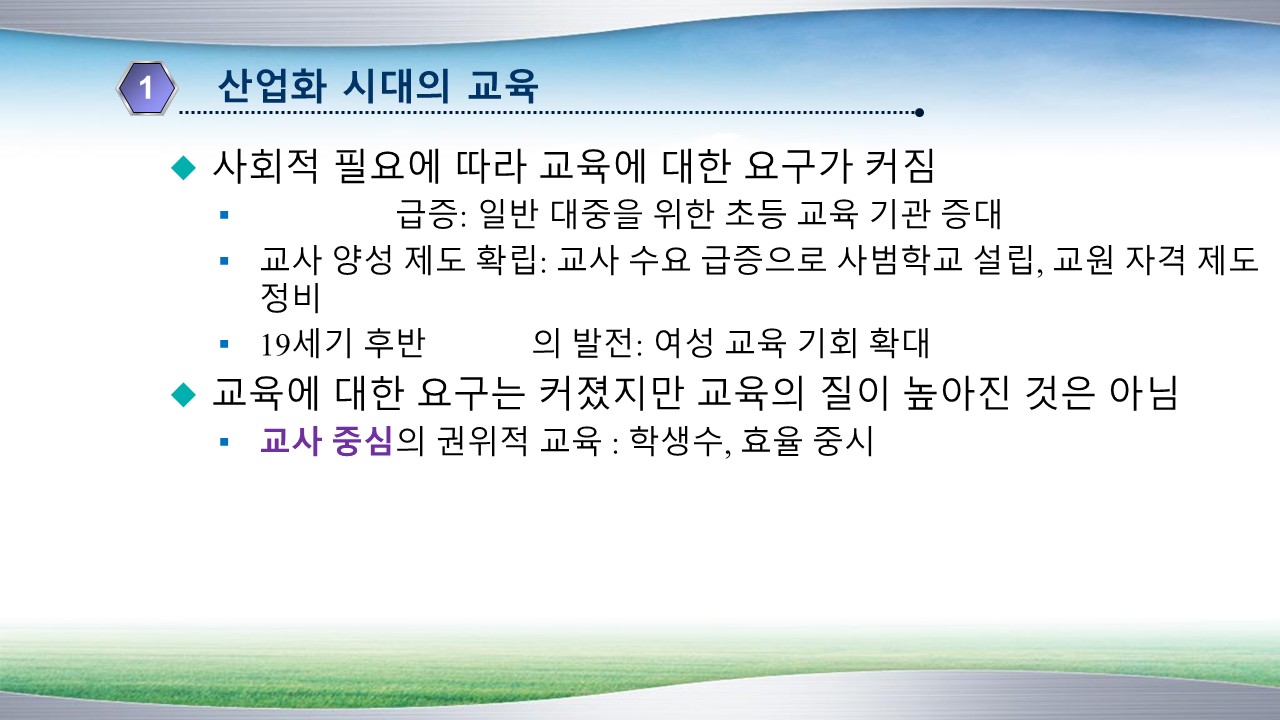 1
산업화 시대의 교육
사회적 필요에 따라 교육에 대한 요구가 커짐
급증: 일반 대중을 위한 초등 교육 기관 증대
교사 양성 제도 확립: 교사 수요 급증으로 사범학교 설립, 교원 자격 제도
정비
19세기 후반 의 발전: 여성 교육 기회 확대
교육에 대한 요구는 커졌지만 교육의 질이 높아진 것은 아님
교사 중심의 권위적 교육 : 학생수, 효율 중시